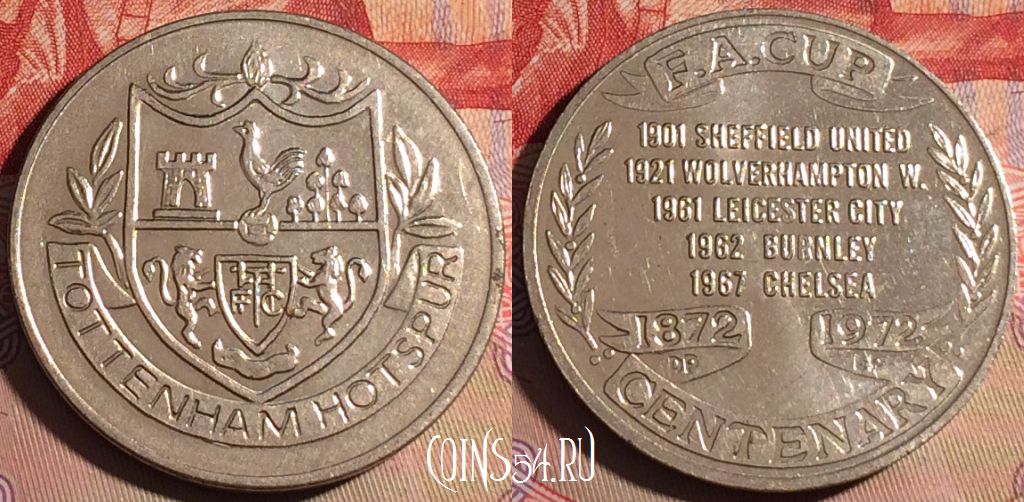 TOTTENHAM HOTSPUR
F C
F.A. CUP
1901 SHEFFIELD UNITED
1921 WOLVERHAMPTON W.
1961 LEICESTER CITY
1962 BURNLEY
1967 CHELSEA
1872 1972
CENTENARY
COINS54.RU